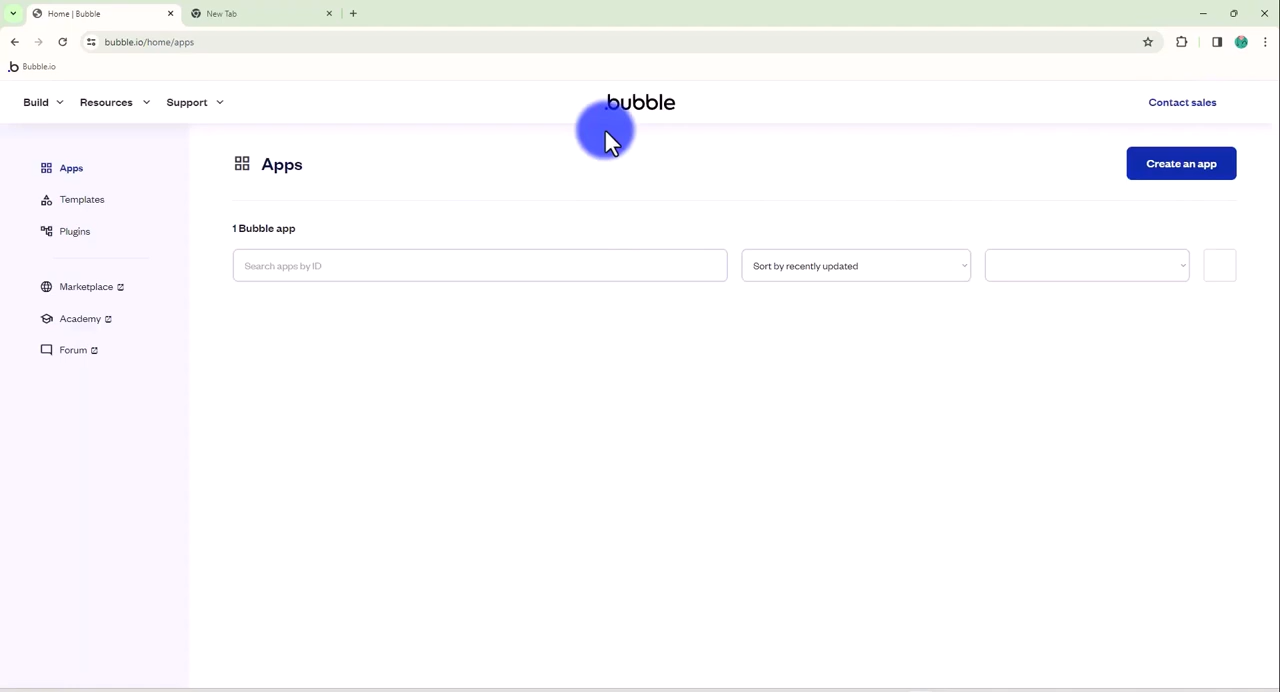 Home | Bubble
New Tab
bubble.io/home/apps
.b Bubble.io
Build Resources Support .bubble Contact sales
Apps
Templates
Plugins
Marketplace
Academy
Forum
Apps
Create an app
1 Bubble app
Search apps by ID
Sort by recently updated